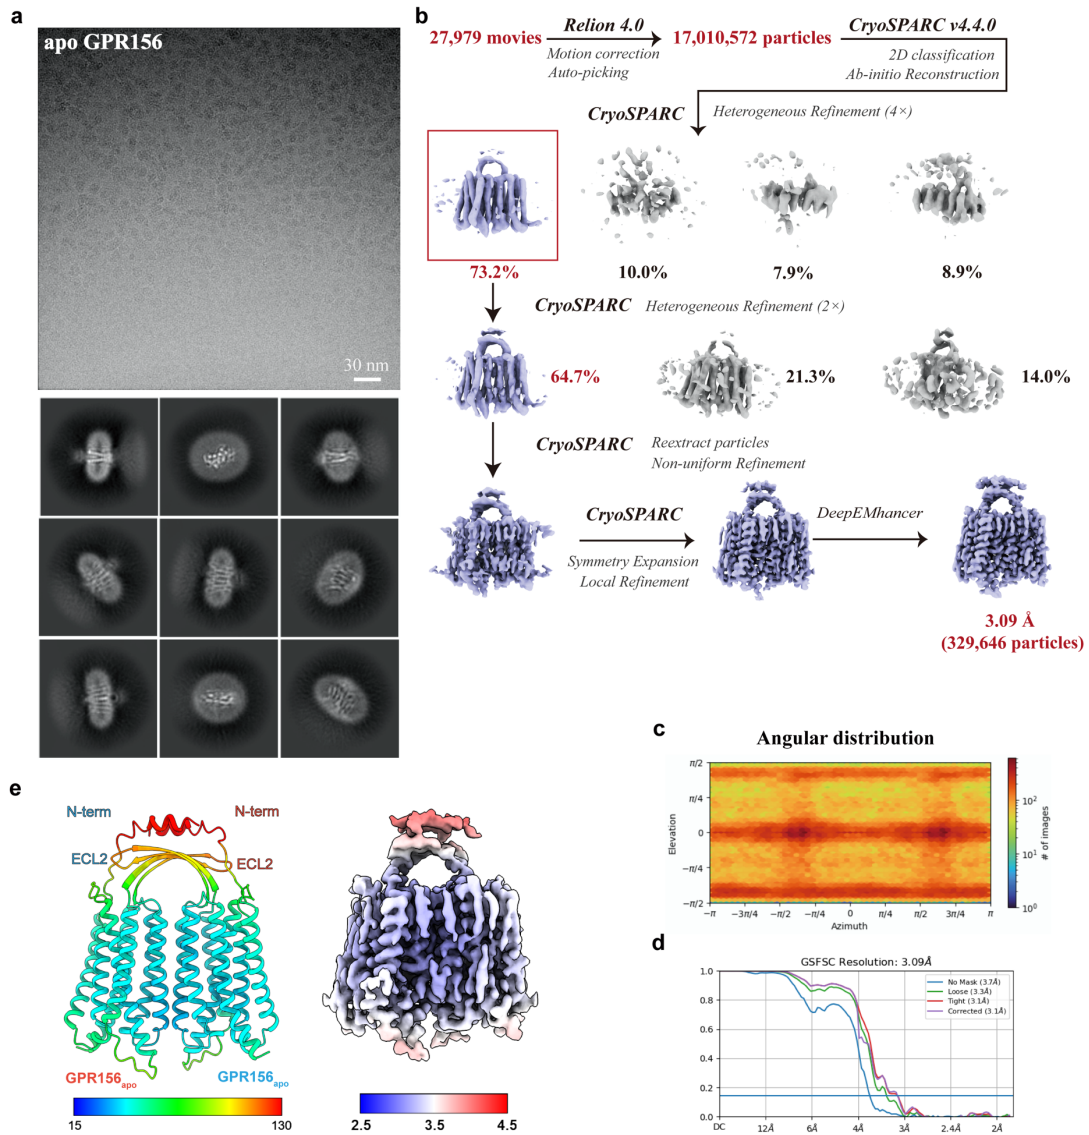 a
apo GPR156
30 nm
b
27,979 movies
Relion 4.0
Motion correction
Auto-picking
17,010,572 particles
CryoSPARC v4.4.0
2D classification
Ab-initio Reconstruction
CryoSPARC
Heterogeneous Refinement (4×)
73.2%
10.0%
7.9%
8.9%
CryoSPARC
Heterogeneous Refinement (2×)
64.7%
21.3%
14.0%
CryoSPARC
Reextract particles
Non-uniform Refinement
CryoSPARC
Symmetry Expansion
Local Refinement
DeepEMhancer
3.09 Å
(329,646 particles)
c
Angular distribution
π/2
π/4
0
−π/4
−π/2
Elevation
−π
−3π/4
−π/2
−π/4
0
π/4
π/2
3π/4
π
Azimuth
10²
10¹
10⁰
# of images
d
GSFSC Resolution: 3.09Å
1.0
0.8
0.6
0.4
0.2
0.0
DC
12Å
6Å
4Å
3Å
2.4Å
2Å
No Mask (3.7Å)
Loose (3.3Å)
Tight (3.1Å)
Corrected (3.1Å)
e
N-term
N-term
ECL2
ECL2
GPR156apo
GPR156apo
15
130
2.5
3.5
4.5